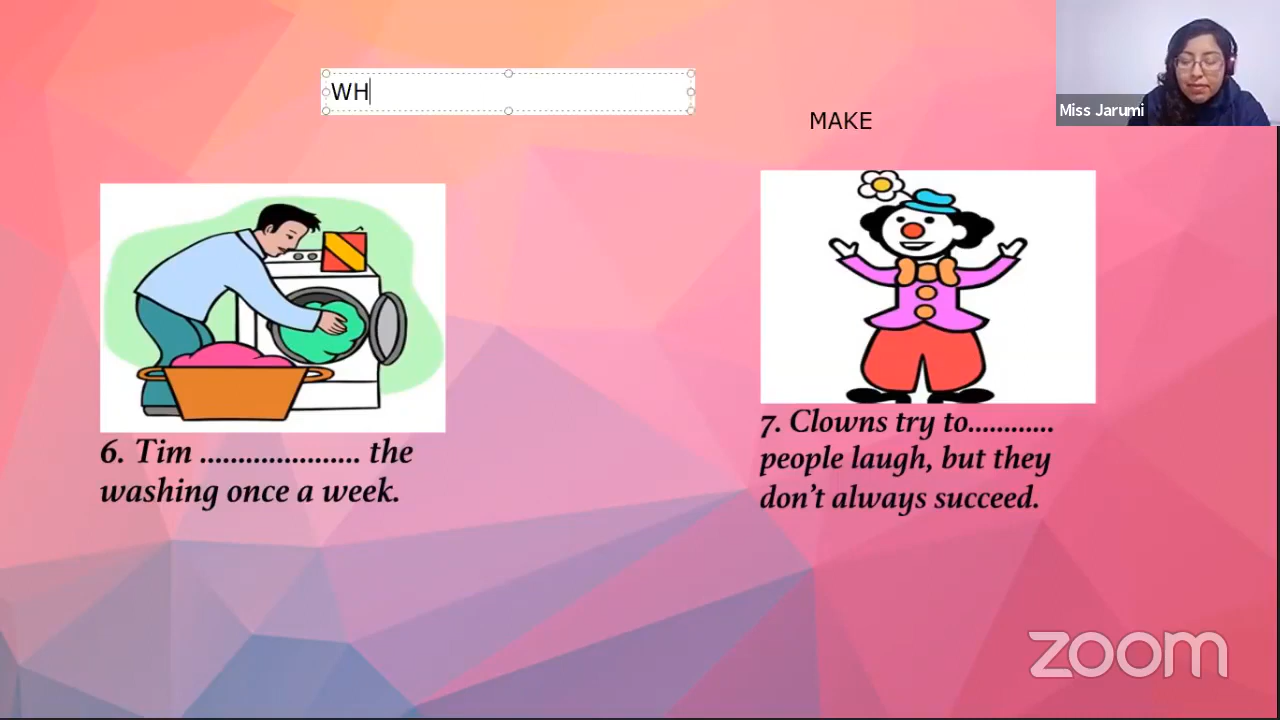 WH
MAKE
Miss Jarumi
6. Tim ..................... the
washing once a week.
7. Clowns try to............
people laugh, but they
don't always succeed.
zoom